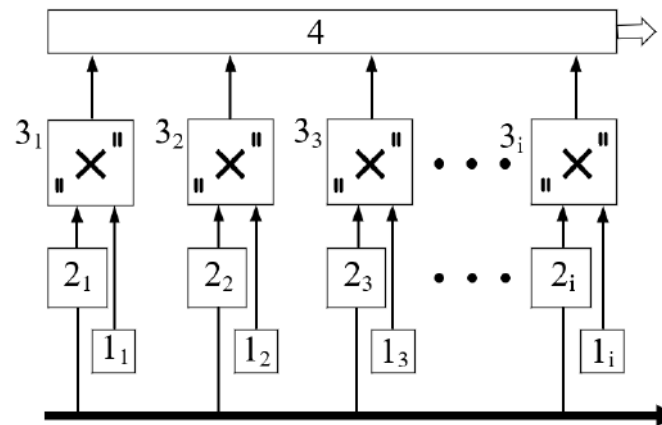 4
3₁ "×" 3₂ "×" 3₃ "×" • • • 3ᵢ "×"
2₁ 2₂ 2₃ • • • 2ᵢ
1₁ 1₂ 1₃ 1ᵢ